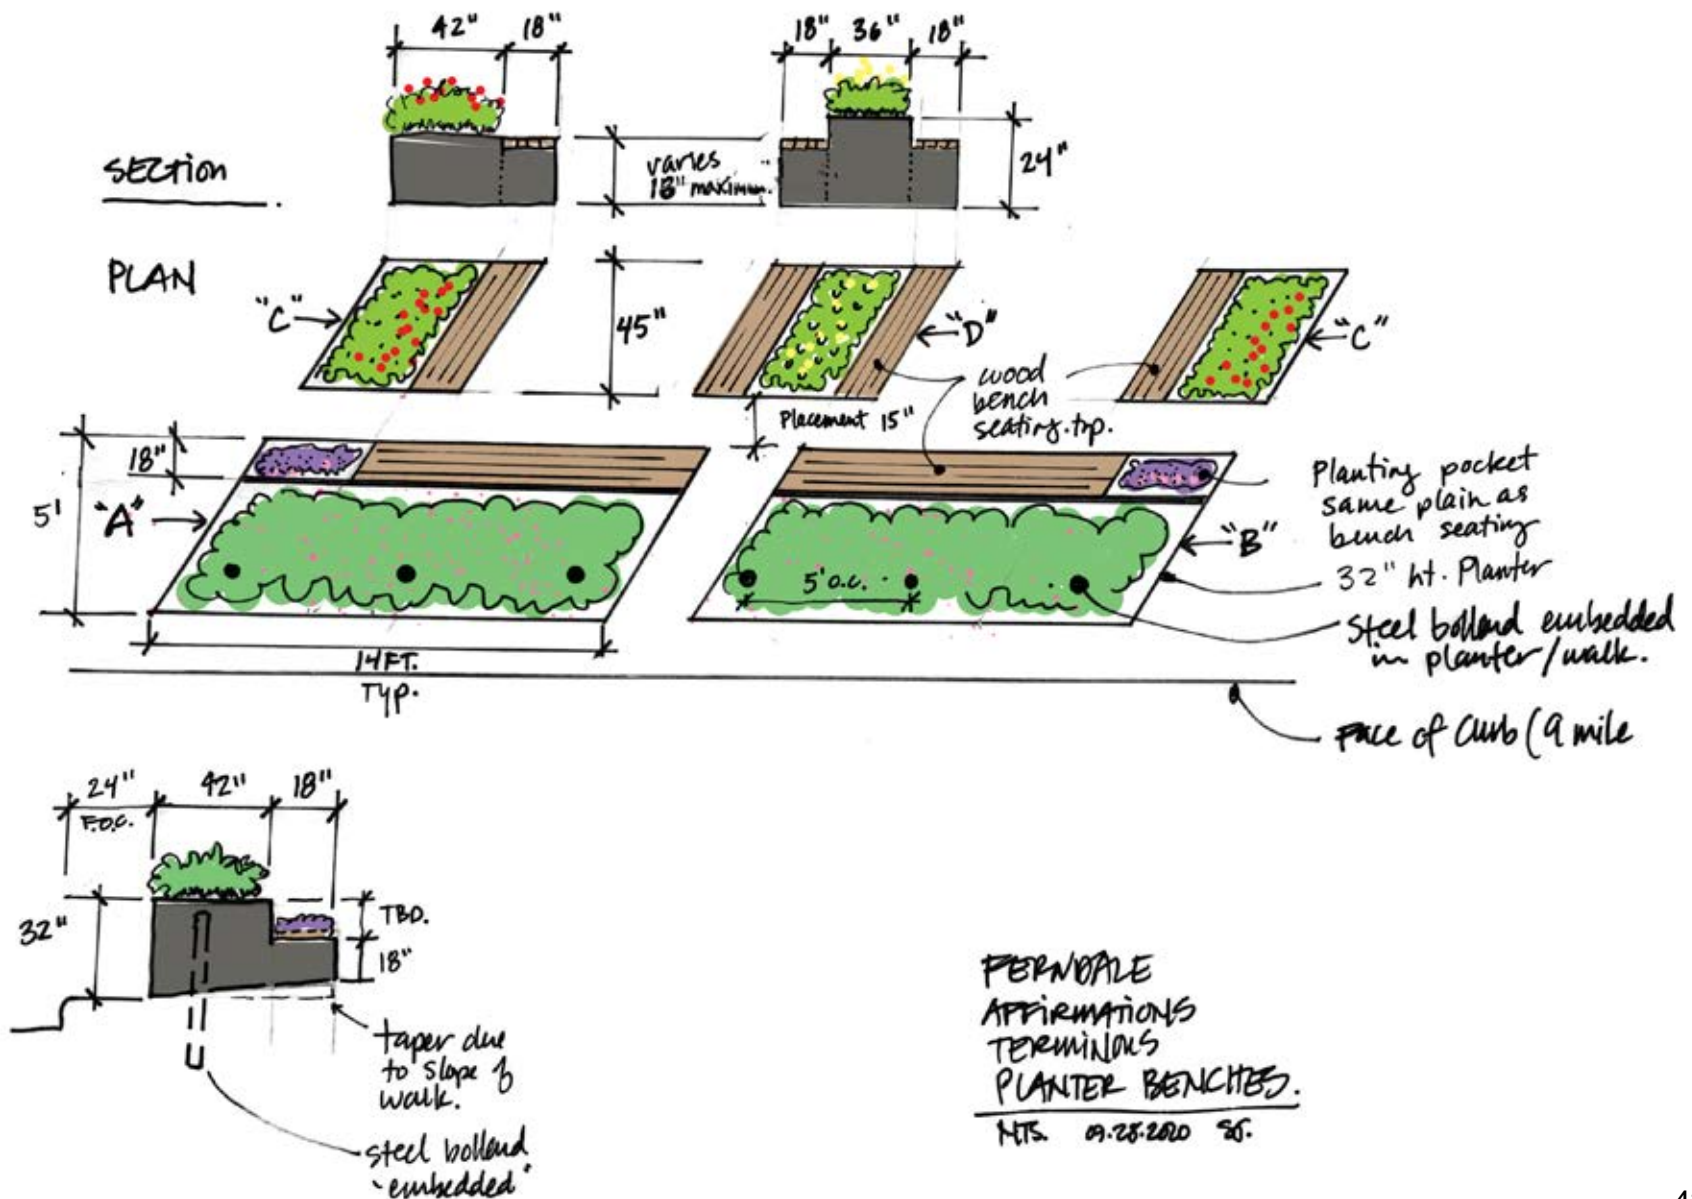 42" 18"
18" 36" 18"
SECTION
varies
18" maximum.
24"
PLAN
"C"
45"
"D"
"C"
wood
bench
seating.typ.
Placement 15"
18"
5'
"A"
Planting pocket
same plain as
bench seating
"B"
32" ht. Planter
5' o.c.
Steel bollard embedded
in planter/walk.
14FT.
TYP.
Face of Curb (9 mile
24" 42" 18"
F.O.C.
32"
TBD.
18"
taper due
to slope of
walk.
steel bollard
"embedded"
FERNDALE
AFFIRMATIONS
TERMINOUS
PLANTER BENCHES.
NTS. 09.28.2020
4